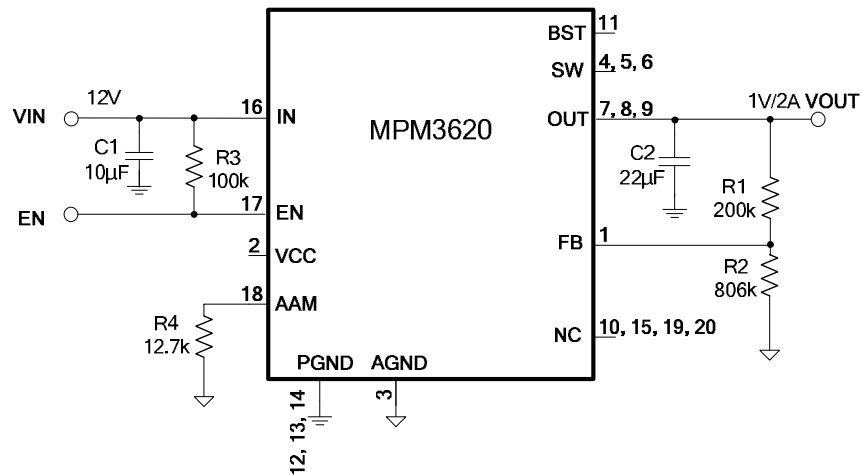 BST
11
SW
4, 5, 6
VIN
12V
16
IN
MPM3620
OUT
7, 8, 9
1V/2A VOUT
C1
10µF
R3
100k
C2
22µF
R1
200k
EN
17
EN
FB
1
2
VCC
R2
806k
18
AAM
R4
12.7k
NC
10, 15, 19, 20
PGND
AGND
12, 13, 14
3